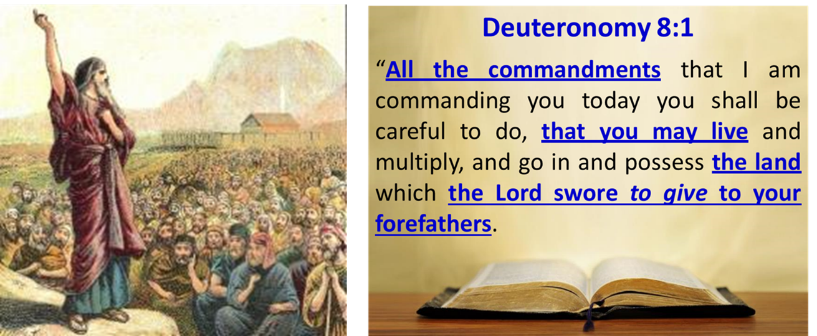 Deuteronomy 8:1
“All the commandments that I am
commanding you today you shall be
careful to do, that you may live and
multiply, and go in and possess the land
which the Lord swore to give to your
forefathers.